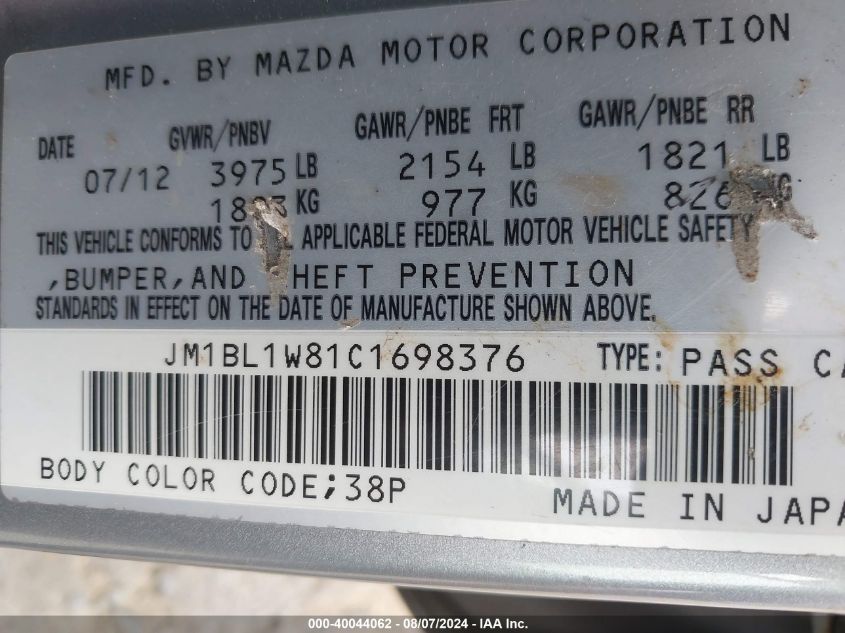 MFD. BY MAZDA MOTOR CORPORATION
DATE GVWR/PNBV GAWR/PNBE FRT GAWR/PNBE RR
07/12 3975 LB 2154 LB 1821 LB
KG 977 KG 826
THIS VEHICLE CONFORMS TO APPLICABLE FEDERAL MOTOR VEHICLE SAFETY
,BUMPER,AND HEFT PREVENTION
STANDARDS IN EFFECT ON THE DATE OF MANUFACTURE SHOWN ABOVE.
JM1BL1W81C1698376 TYPE: PASS CA
BODY COLOR CODE;38P
MADE IN JAPA
000-40044062 - 08/07/2024 - IAA Inc.